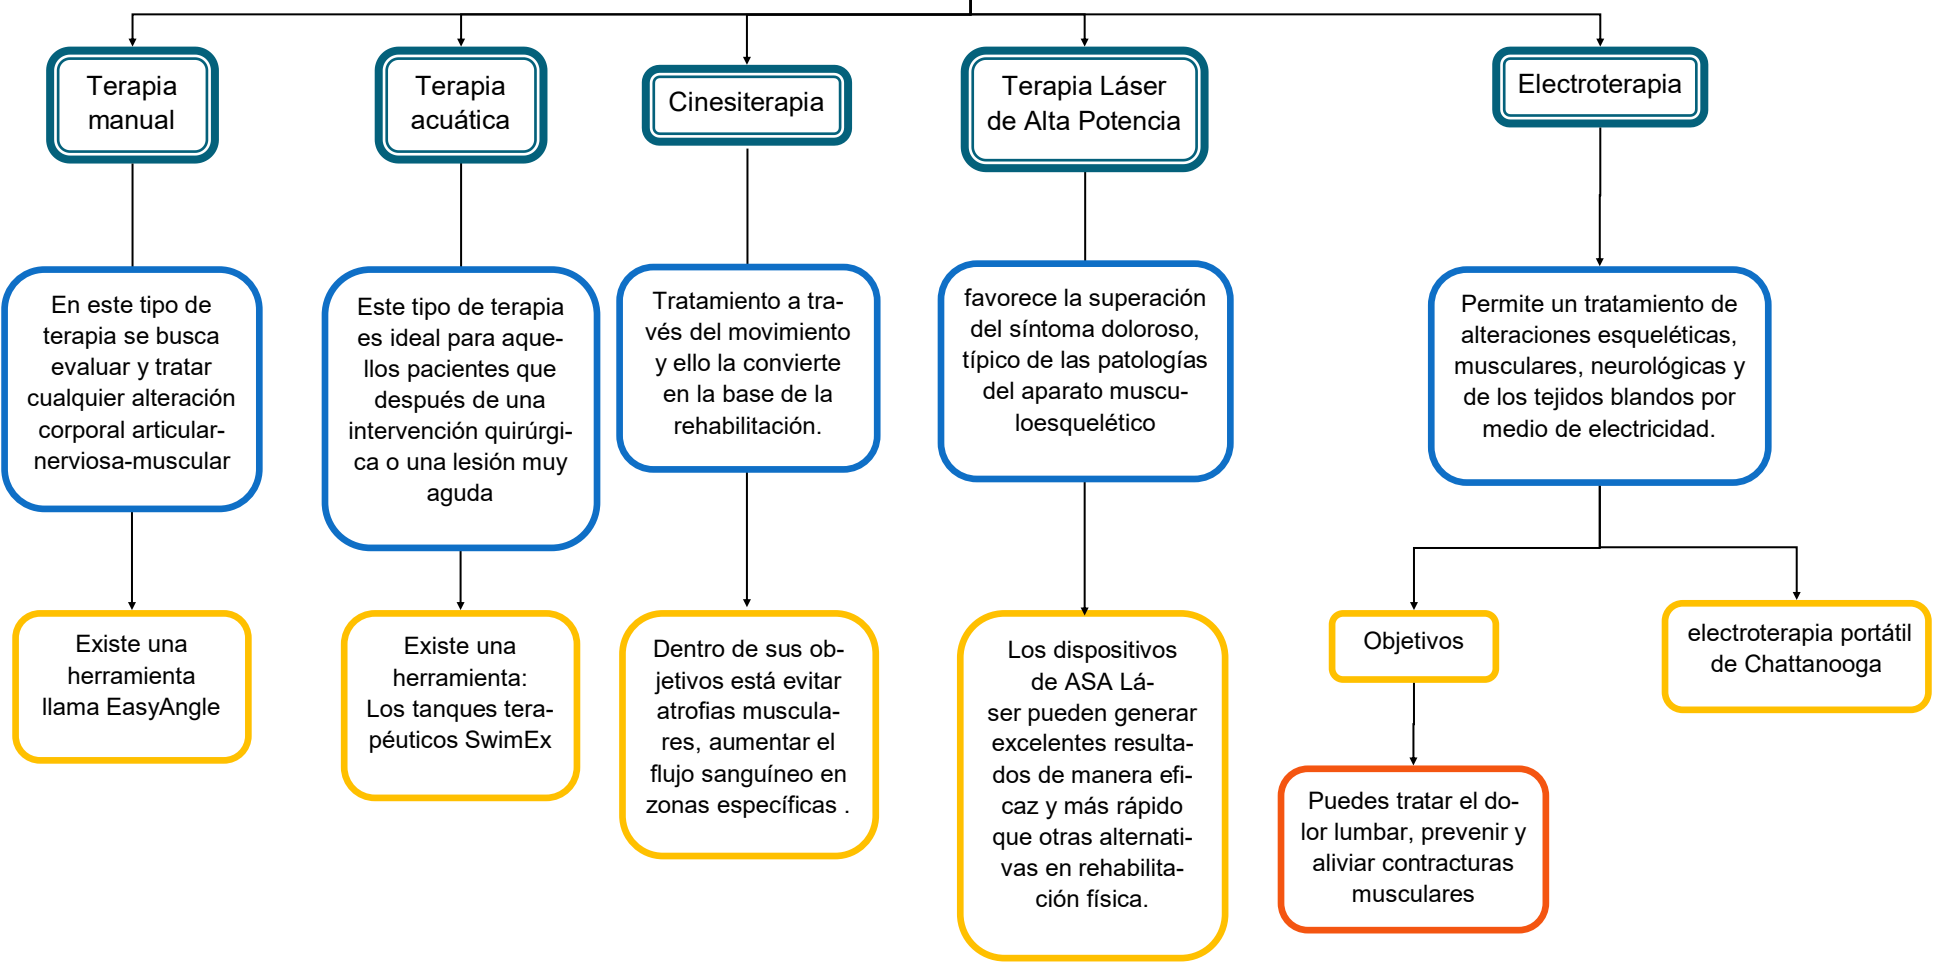 Terapia
manual
Terapia
acuática
Cinesiterapia
Terapia Láser
de Alta Potencia
Electroterapia
En este tipo de
terapia se busca
evaluar y tratar
cualquier alteración
corporal articular-
nerviosa-muscular
Este tipo de terapia
es ideal para aque-
llos pacientes que
después de una
intervención quirúrgi-
ca o una lesión muy
aguda
Tratamiento a tra-
vés del movimiento
y ello la convierte
en la base de la
rehabilitación.
favorece la superación
del síntoma doloroso,
típico de las patologías
del aparato muscu-
loesquelético
Permite un tratamiento de
alteraciones esqueléticas,
musculares, neurológicas y
de los tejidos blandos por
medio de electricidad.
Existe una
herramienta
llama EasyAngle
Existe una
herramienta:
Los tanques tera-
péuticos SwimEx
Dentro de sus ob-
jetivos está evitar
atrofias muscula-
res, aumentar el
flujo sanguíneo en
zonas específicas .
Los dispositivos
de ASA Lá-
ser pueden generar
excelentes resulta-
dos de manera efi-
caz y más rápido
que otras alternati-
vas en rehabilita-
ción física.
Objetivos
electroterapia portátil
de Chattanooga
Puedes tratar el do-
lor lumbar, prevenir y
aliviar contracturas
musculares